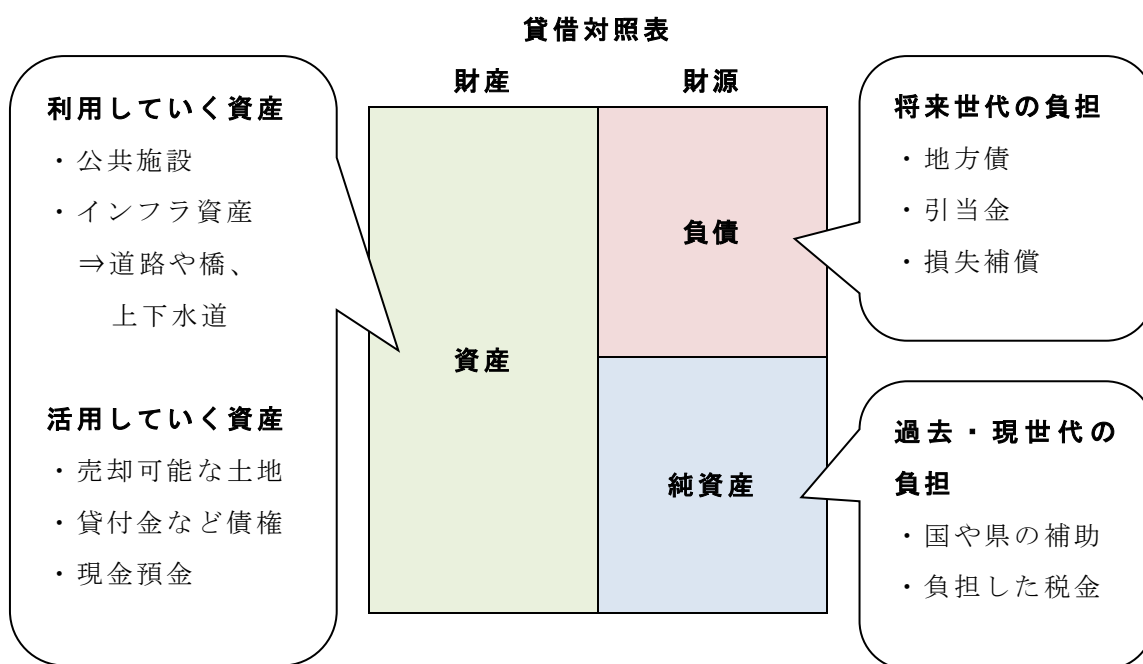 貸借対照表
財産
財源
利用していく資産
・公共施設
・インフラ資産
⇒道路や橋、
上下水道
活用していく資産
・売却可能な土地
・貸付金など債権
・現金預金
資産
負債
純資産
将来世代の負担
・地方債
・引当金
・損失補償
過去・現世代の
負担
・国や県の補助
・負担した税金